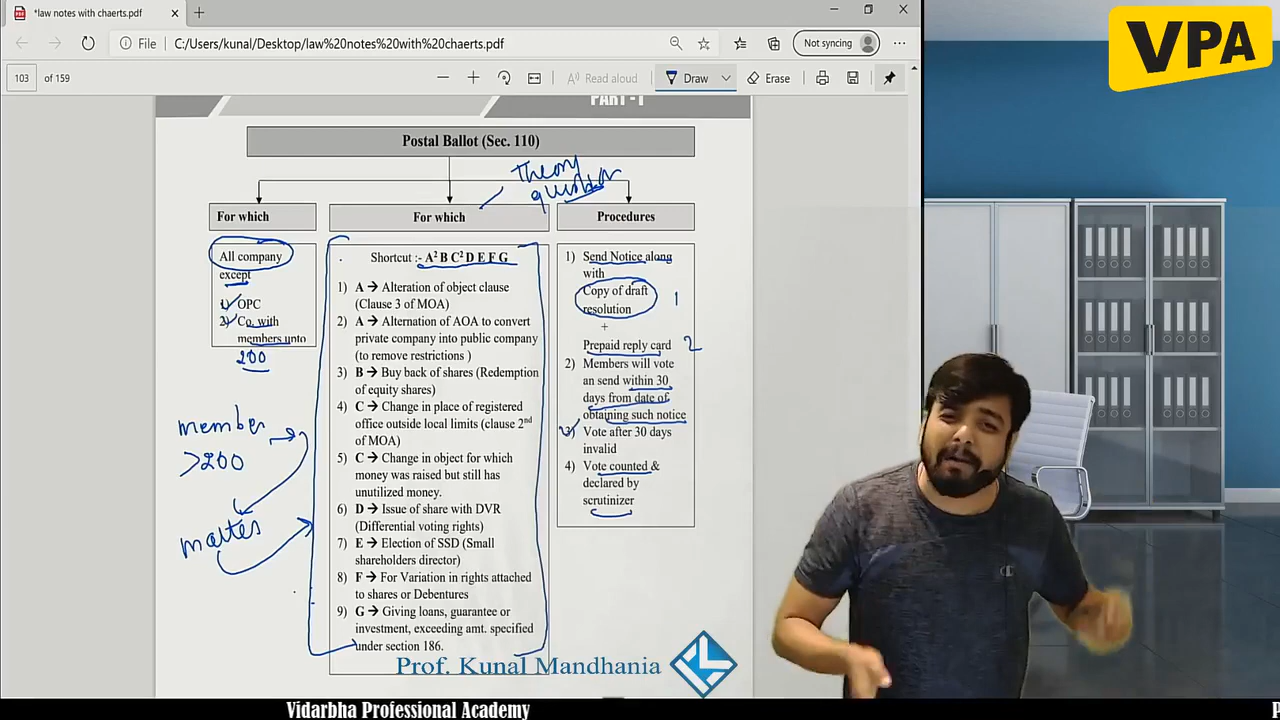 *law notes with chaerts.pdf
File
C:/Users/kunal/Desktop/law%20notes%20with%20charts.pdf
Not syncing
103 of 159
Read aloud
Draw
Erase
VPA
PART-I
Postal Ballot (Sec. 110)
Theory
question
For which
All company
except
1) OPC
2) Co. with
members upto
200
member
>200
matters
For which
Shortcut :- A² B C² D E F G
1) A → Alteration of object clause
(Clause 3 of MOA)
2) A → Alternation of AOA to convert
private company into public company
(to remove restrictions )
3) B → Buy back of shares (Redemption
of equity shares)
4) C → Change in place of registered
office outside local limits (clause 2nd
of MOA)
5) C → Change in object for which
money was raised but still has
unutilized money.
6) D → Issue of share with DVR
(Differential voting rights)
7) E → Election of SSD (Small
shareholders director)
8) F → For Variation in rights attached
to shares or Debentures
9) G → Giving loans, guarantee or
investment, exceeding amt. specified
under section 186.
Procedures
1) Send Notice along
with
Copy of draft
resolution
1
+
Prepaid reply card
2
2) Members will vote
an send within 30
days from date of
obtaining such notice
3) Vote after 30 days
invalid
4) Vote counted &
declared by
scrutinizer
Prof. Kunal Mandhania
Vidarbha Professional Academy